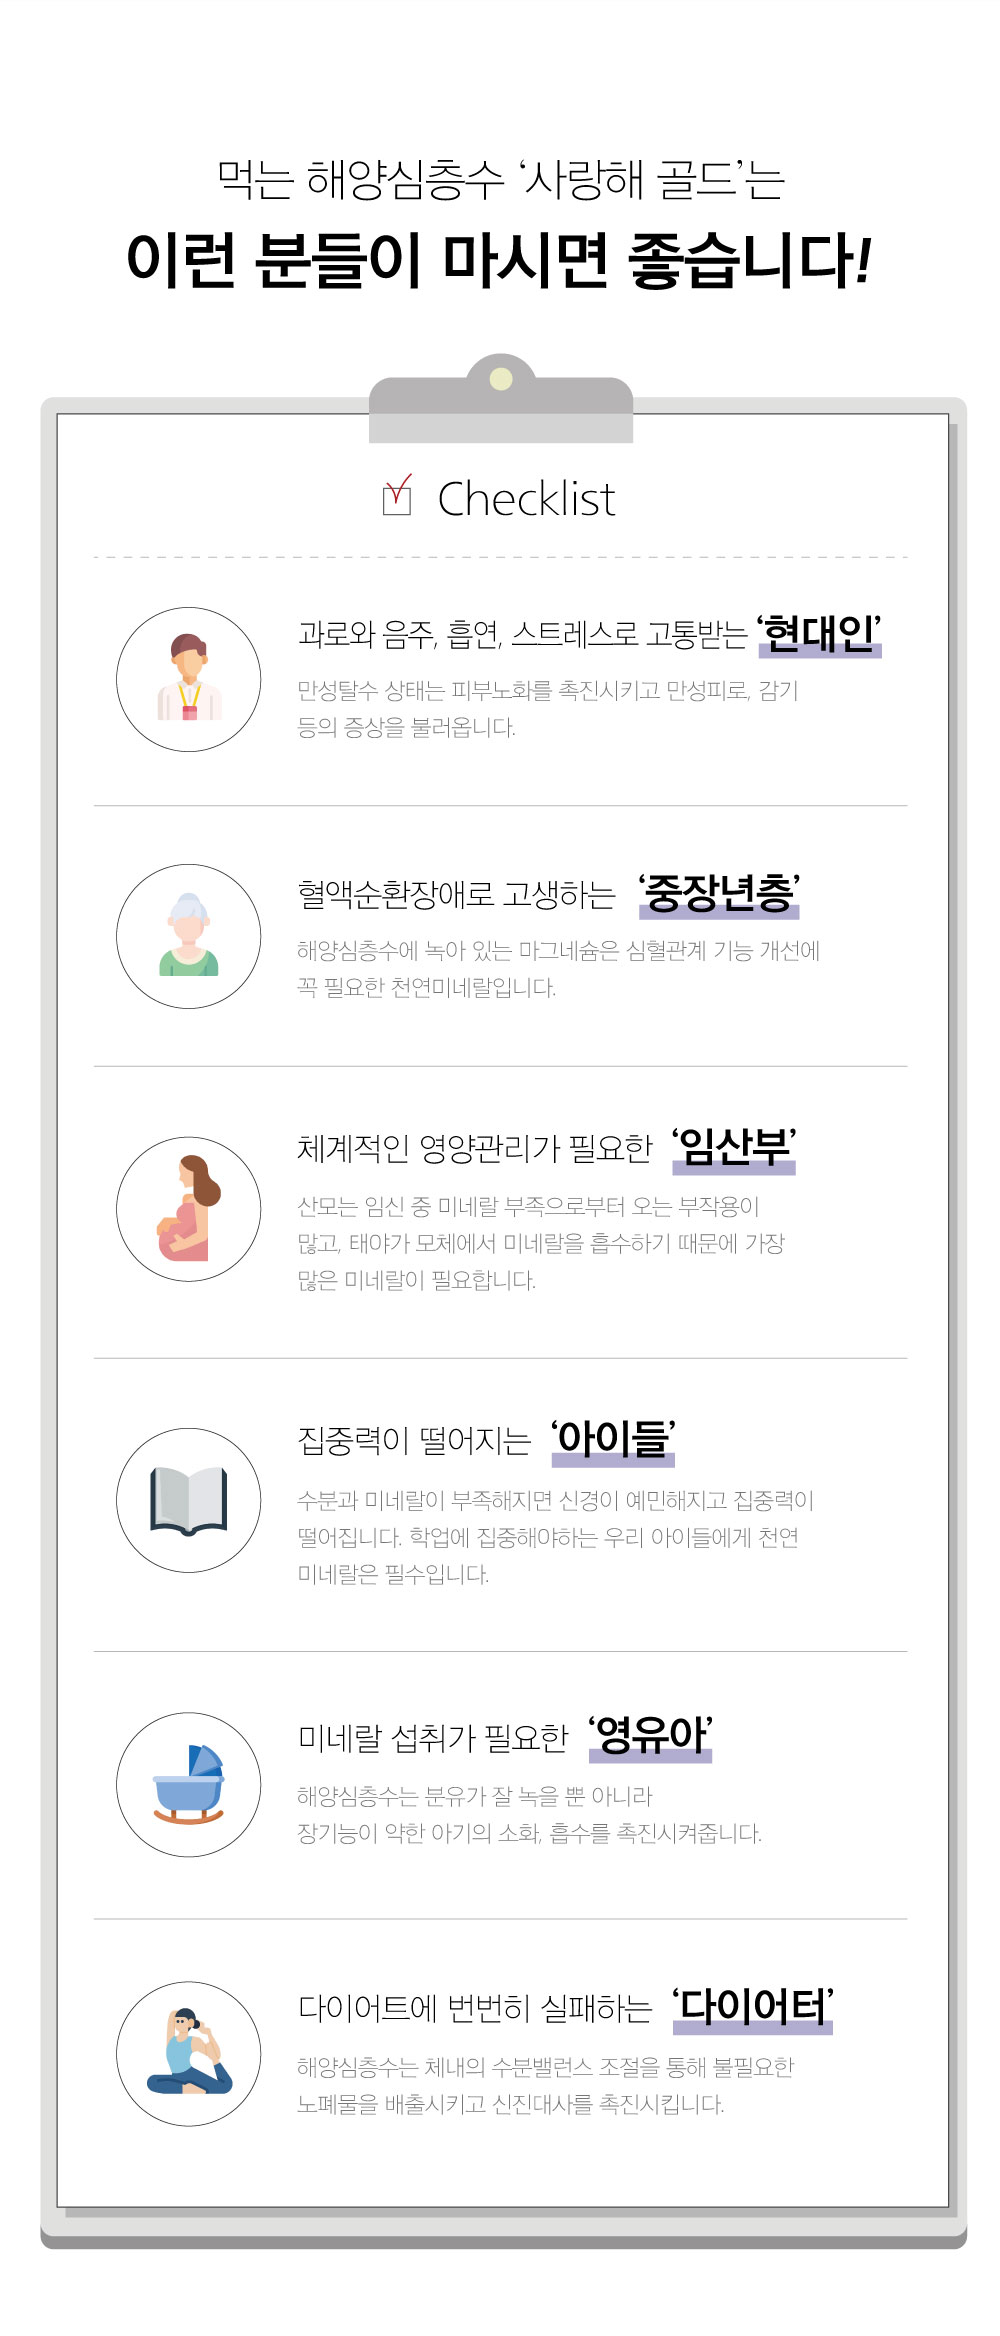 먹는 해양심층수 ‘사랑해 골드’는
이런 분들이 마시면 좋습니다!
Checklist
과로와 음주, 흡연, 스트레스로 고통받는 ‘현대인’
만성탈수 상태는 피부노화를 촉진시키고 만성피로, 감기
등의 증상을 불러옵니다.
혈액순환장애로 고생하는 ‘중장년층’
해양심층수에 녹아 있는 마그네슘은 심혈관계 기능 개선에
꼭 필요한 천연미네랄입니다.
체계적인 영양관리가 필요한 ‘임산부’
산모는 임신 중 미네랄 부족으로부터 오는 부작용이
많고, 태야가 모체에서 미네랄을 흡수하기 때문에 가장
많은 미네랄이 필요합니다.
집중력이 떨어지는 ‘아이들’
수분과 미네랄이 부족해지면 신경이 예민해지고 집중력이
떨어집니다. 학업에 집중해야하는 우리 아이들에게 천연
미네랄은 필수입니다.
미네랄 섭취가 필요한 ‘영유아’
해양심층수는 분유가 잘 녹을 뿐 아니라
장기능이 약한 아기의 소화, 흡수를 촉진시켜줍니다.
다이어트에 번번히 실패하는 ‘다이어터’
해양심층수는 체내의 수분밸런스 조절을 통해 불필요한
노폐물을 배출시키고 신진대사를 촉진시킵니다.